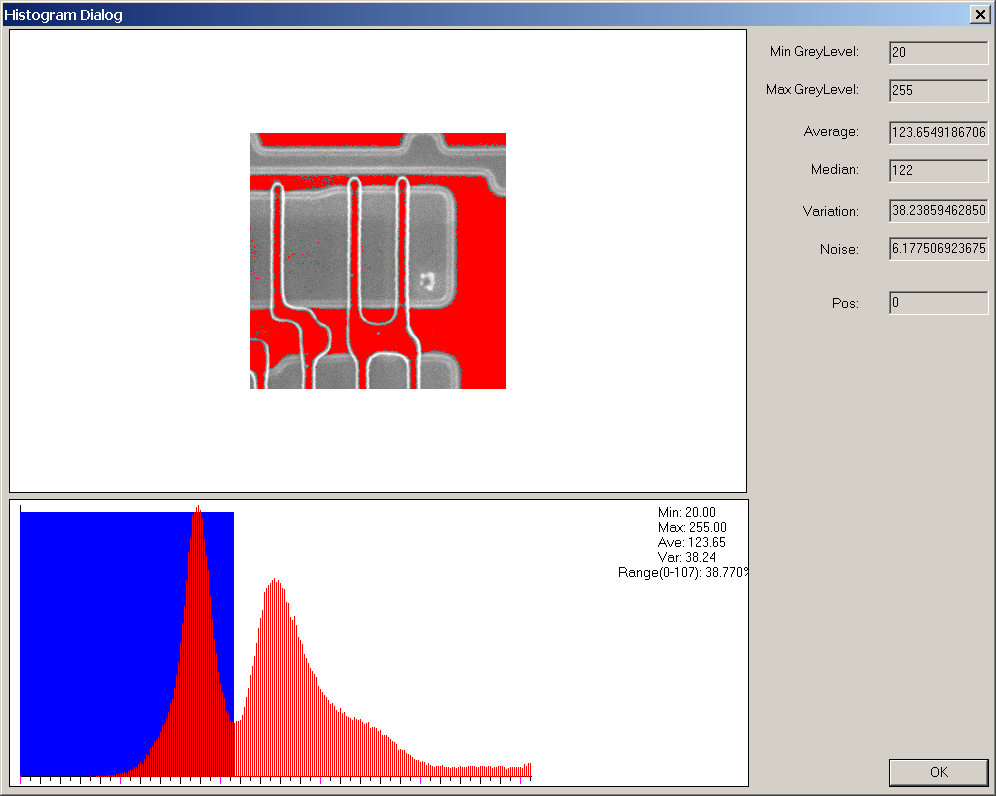 Histogram Dialog
Min GreyLevel: 20
Max GreyLevel: 255
Average: 123.6549186706
Median: 122
Variation: 38.23859462850
Noise: 6.177506923675
Pos: 0
Min: 20.00
Max: 255.00
Ave: 123.65
Var: 38.24
Range(0-107): 38.770%
OK